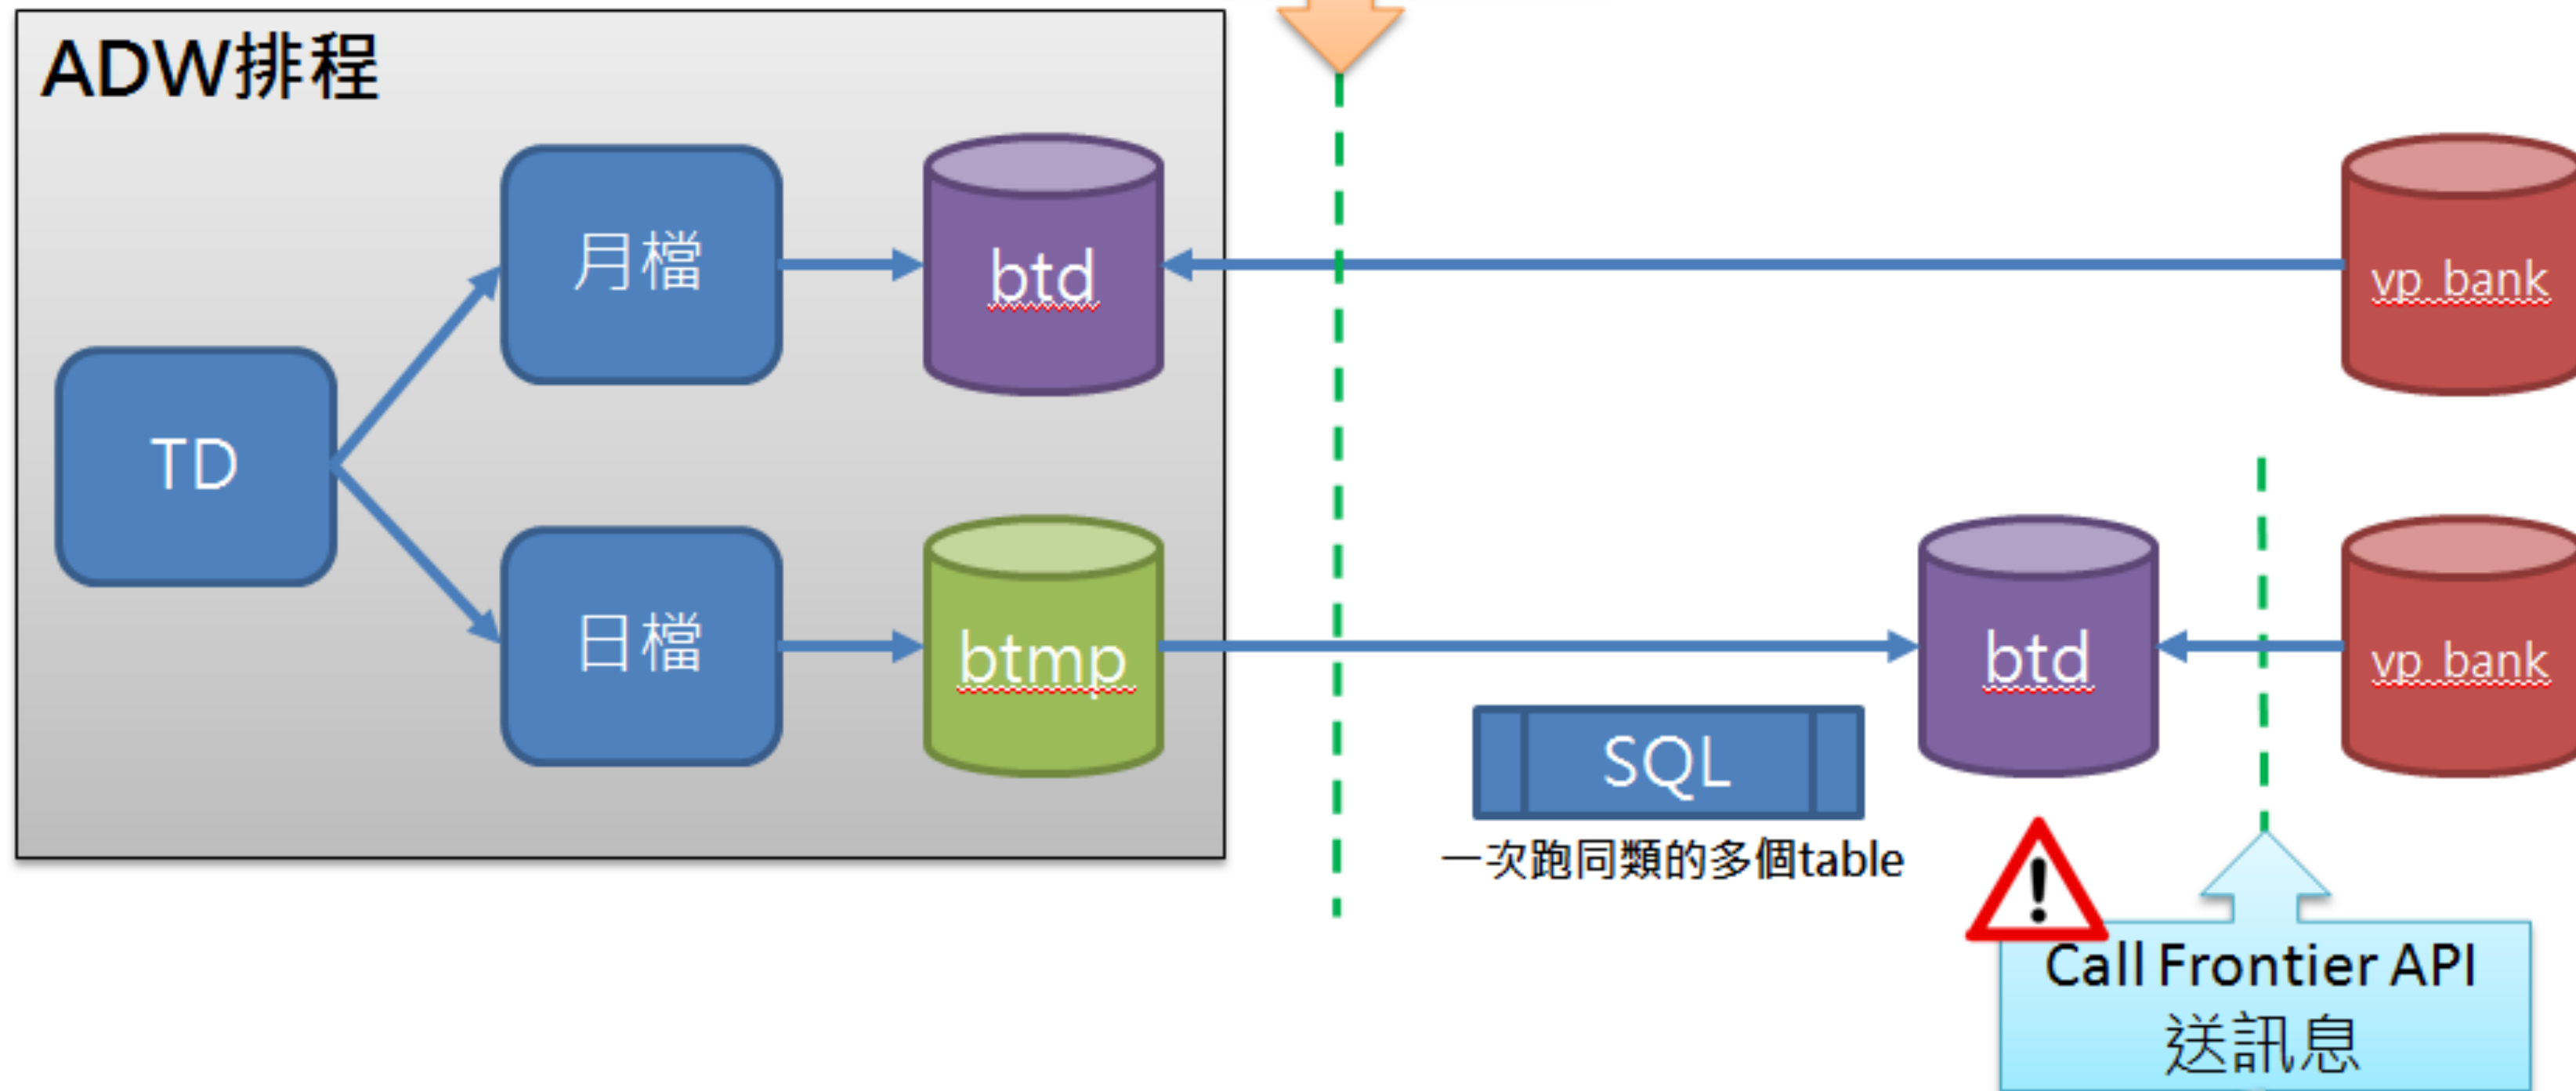 ADW排程
月檔
btd
vp_bank
TD
日檔
btmp
btd
vp_bank
SQL
一次跑同類的多個table
!
Call Frontier API
送訊息